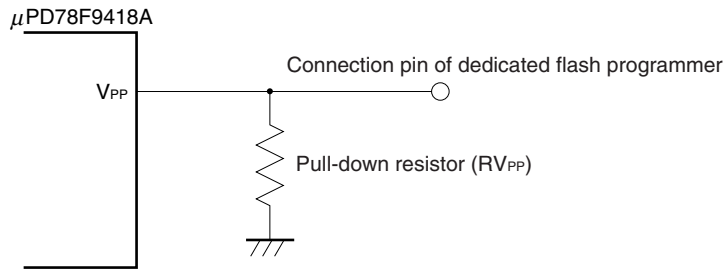 μPD78F9418A
Connection pin of dedicated flash programmer
VPP
Pull-down resistor (RVPP)